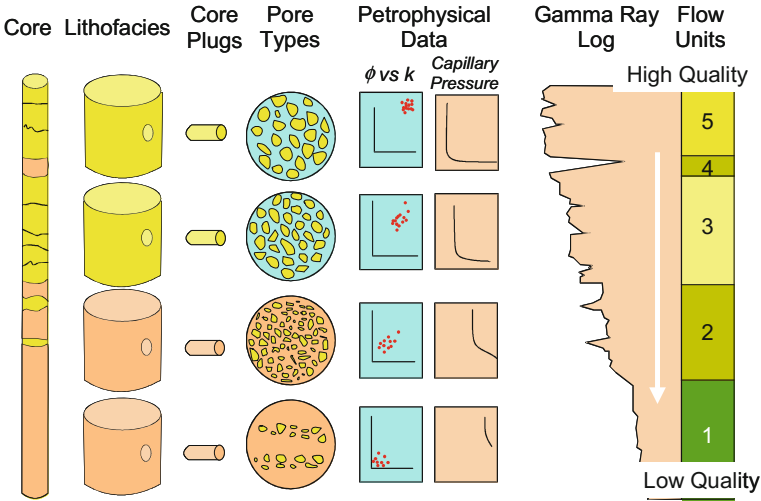 Core
Lithofacies
Core
Plugs
Pore
Types
Petrophysical
Data
ϕ vs k
Capillary
Pressure
Gamma Ray
Log
Flow
Units
High Quality
5
4
3
2
1
Low Quality